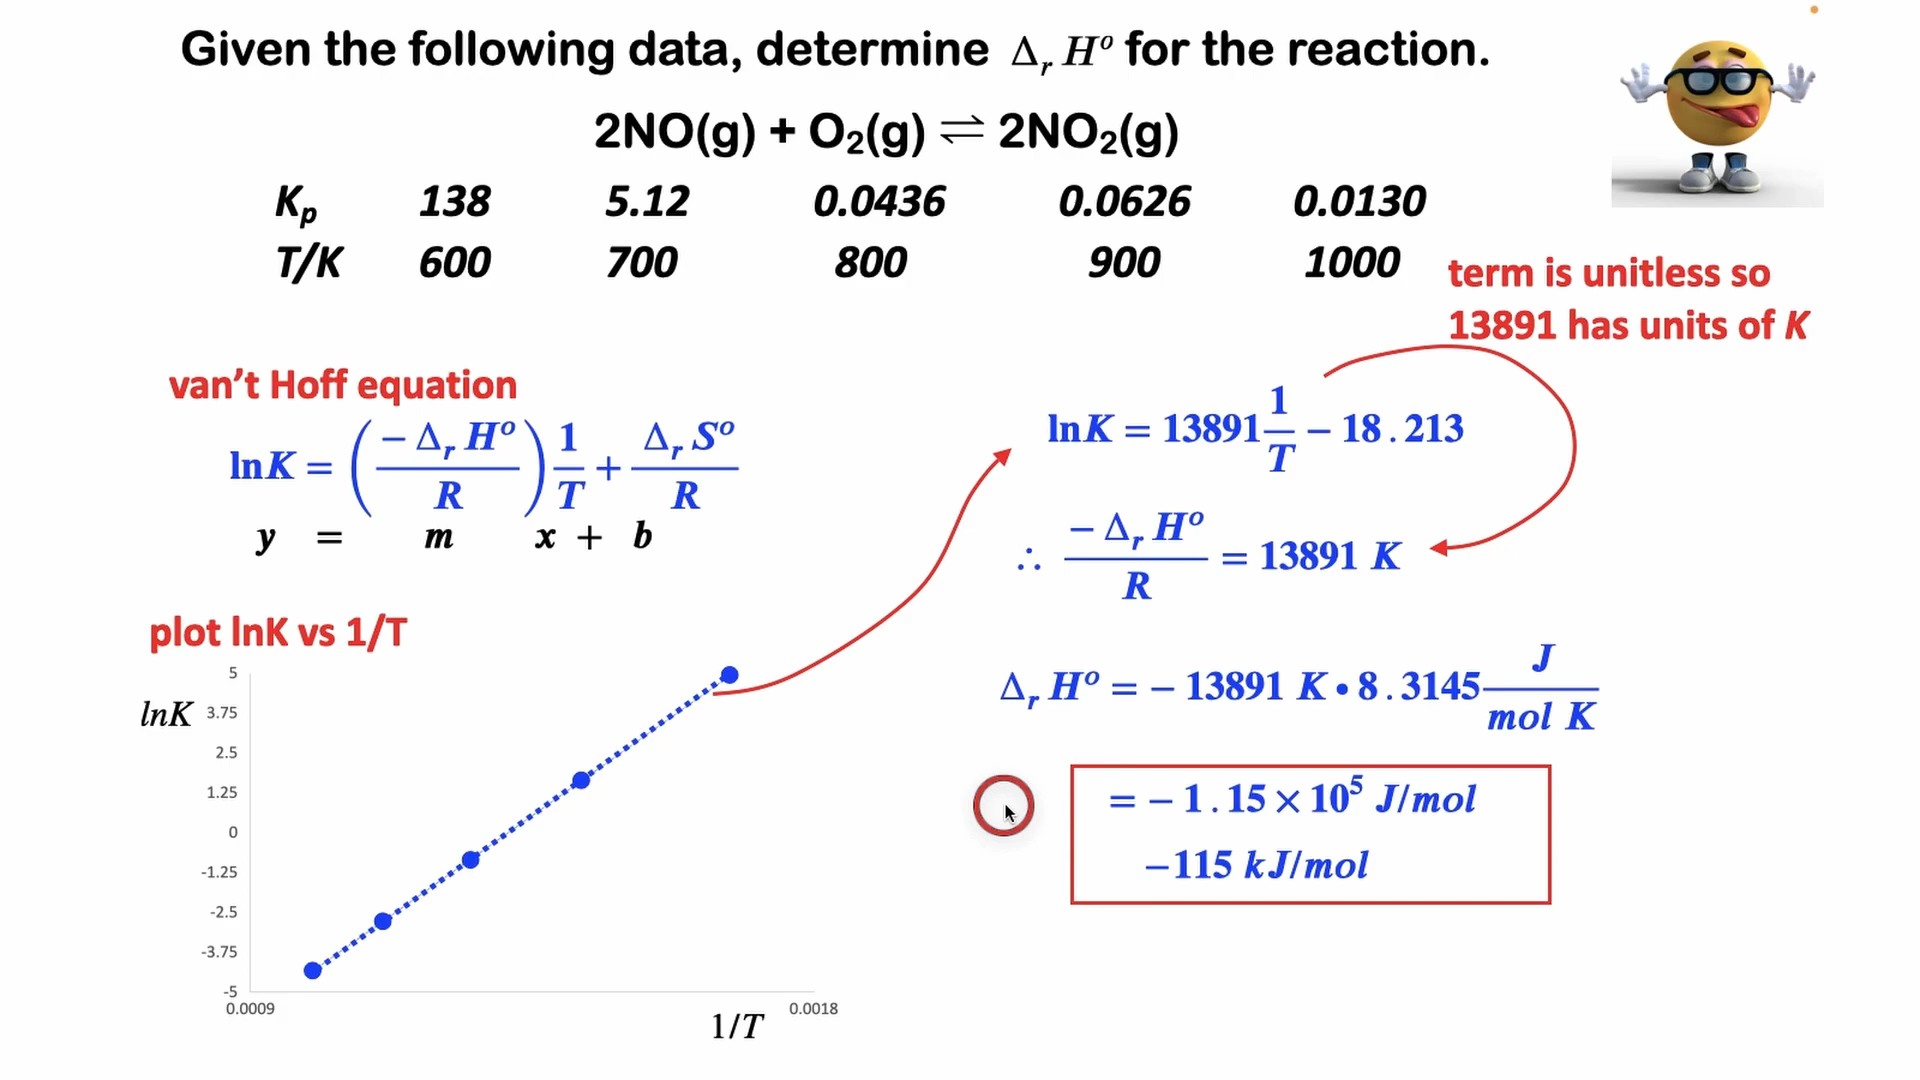 Given the following data, determine Δᵣ H° for the reaction.
2NO(g) + O₂(g) ⇌ 2NO₂(g)
Kₚ 138 5.12 0.0436 0.0626 0.0130
T/K 600 700 800 900 1000
term is unitless so
13891 has units of K
van't Hoff equation
lnK = (−Δᵣ H°/R) 1/T + Δᵣ S°/R
y = m x + b
lnK = 13891 1/T − 18.213
∴ −Δᵣ H°/R = 13891 K
plot lnK vs 1/T
lnK
5
3.75
2.5
1.25
0
-1.25
-2.5
-3.75
-5
0.0009 0.0018
1/T
Δᵣ H° = − 13891 K • 8.3145 J/mol K
= − 1.15 × 10⁵ J/mol
−115 kJ/mol